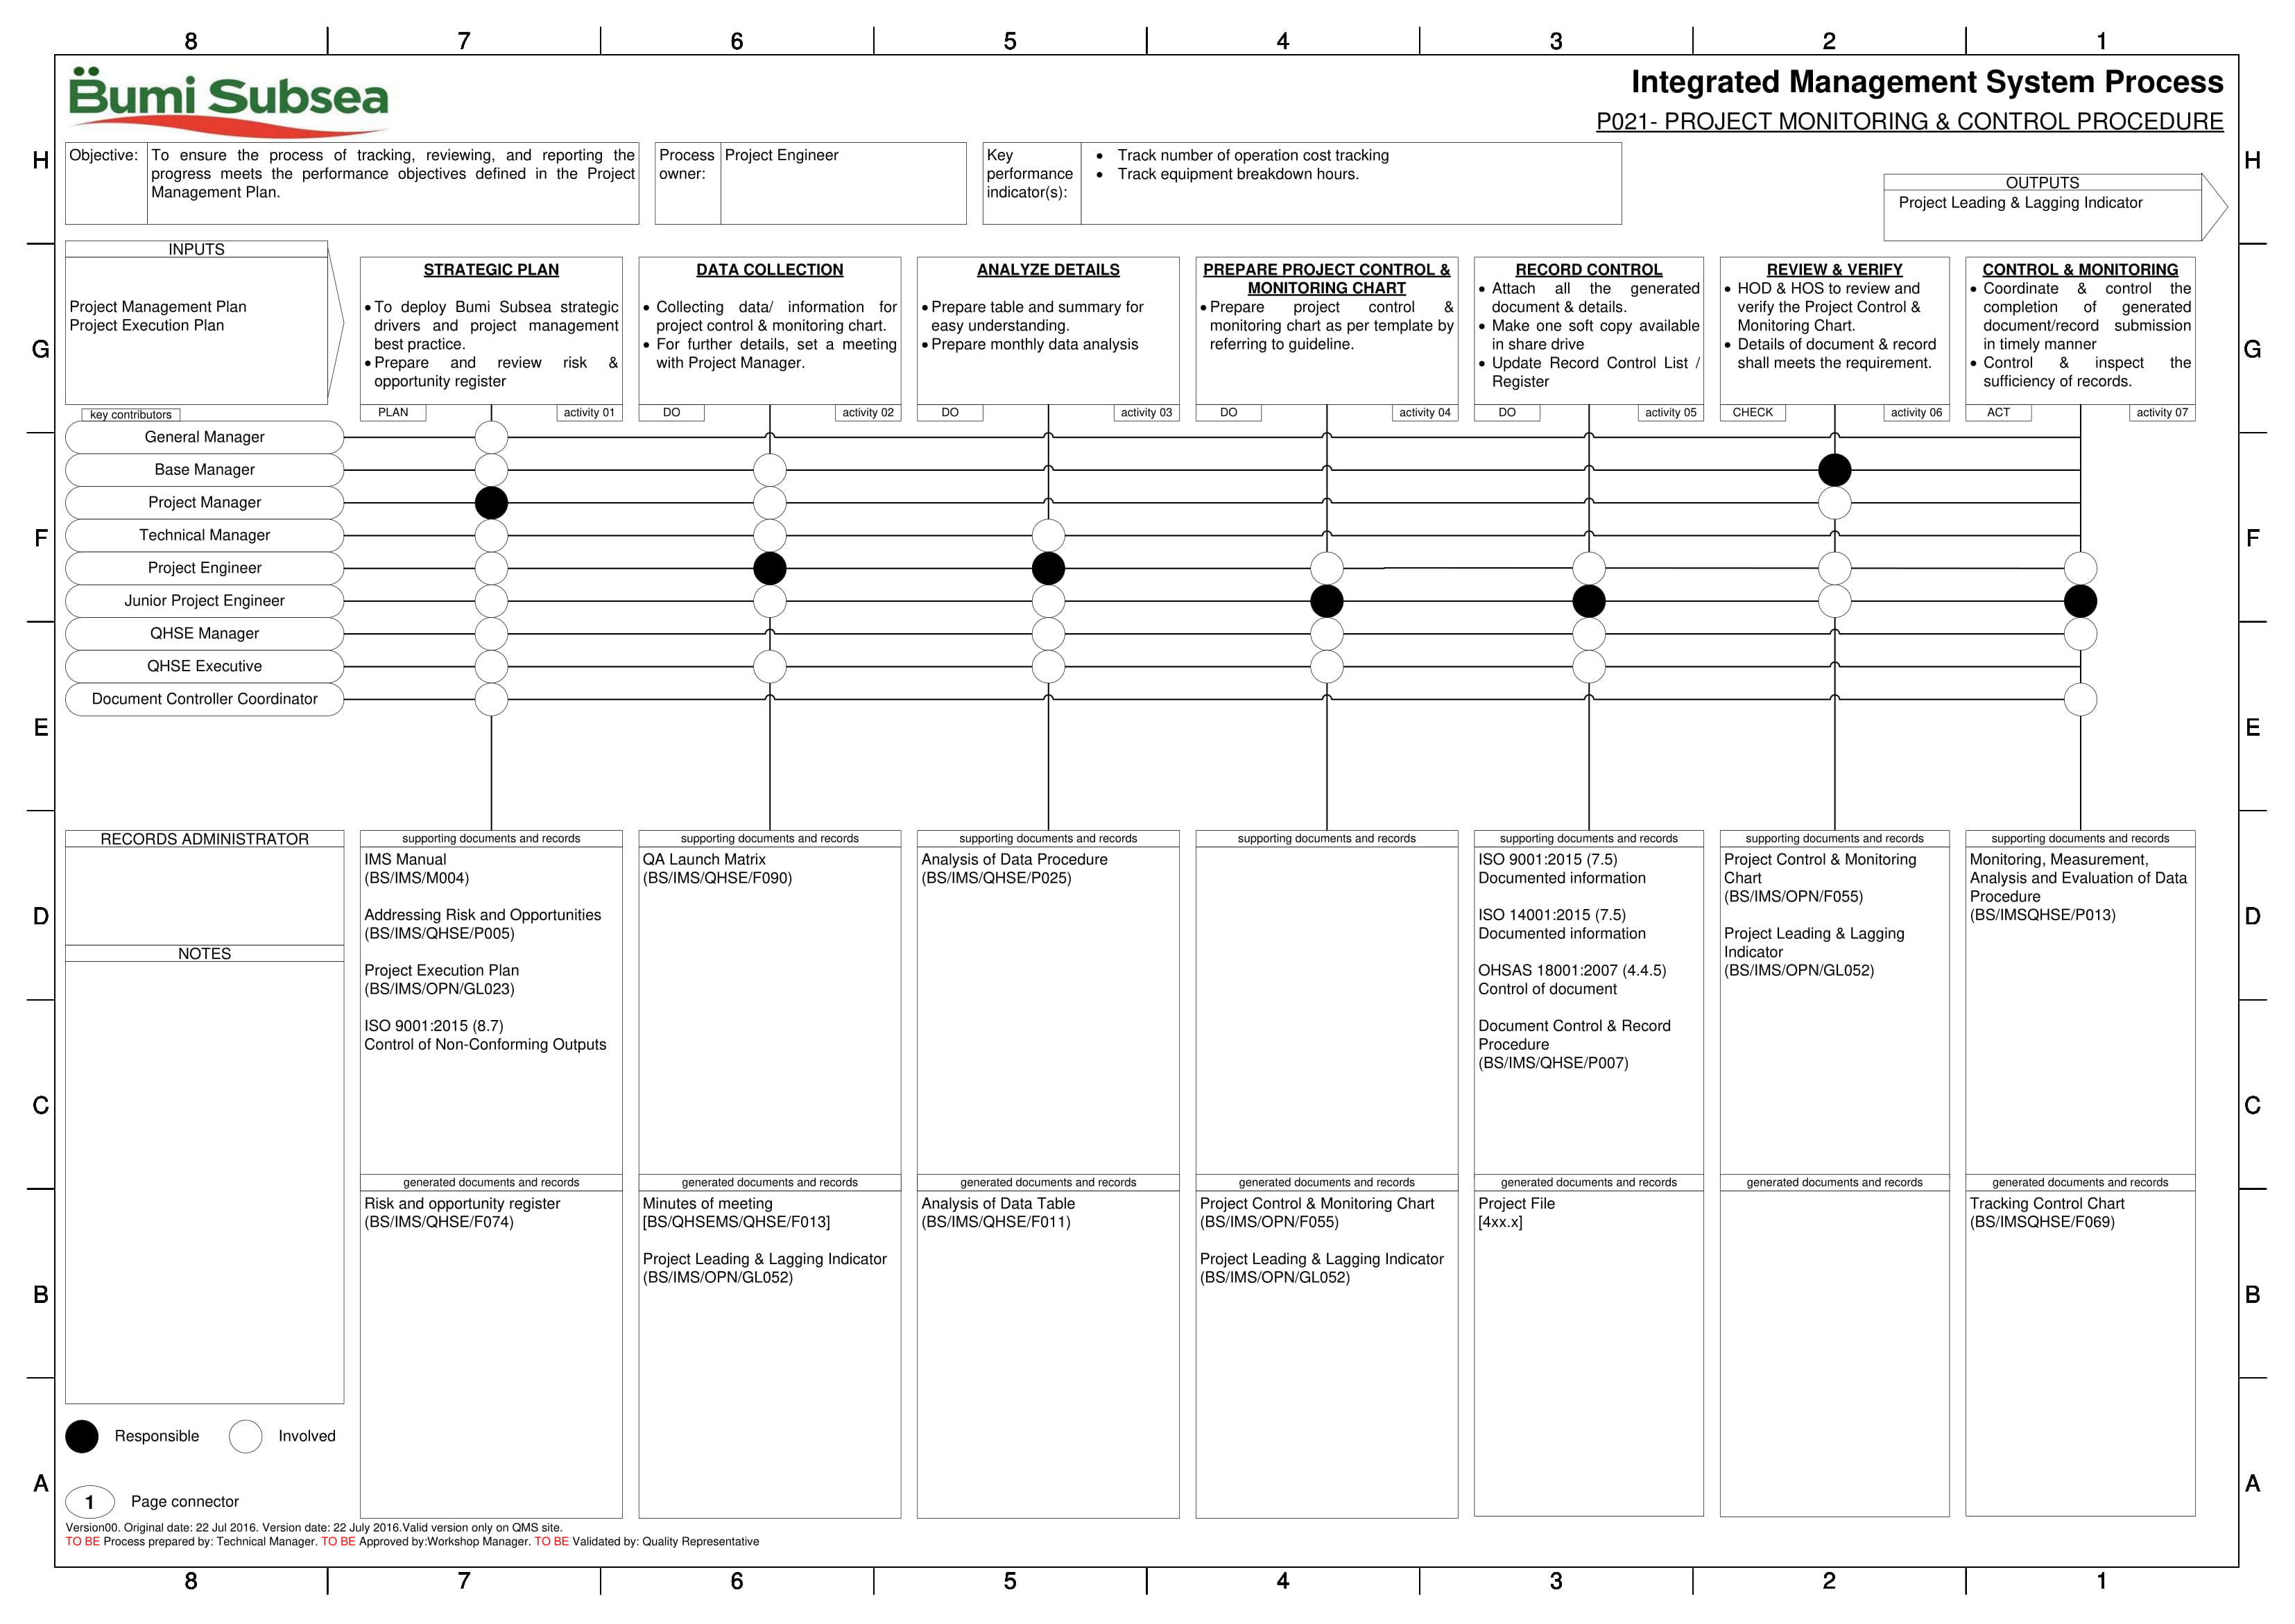 8 7 6 5 4 3 2 1
Bumi Subsea
Integrated Management System Process
P021- PROJECT MONITORING & CONTROL PROCEDURE
H H
Objective:
To ensure the process of tracking, reviewing, and reporting the
progress meets the performance objectives defined in the Project
Management Plan.
Process
owner:
Project Engineer
Key
performance
indicator(s):
• Track number of operation cost tracking
• Track equipment breakdown hours.
OUTPUTS
Project Leading & Lagging Indicator
INPUTS
Project Management Plan
Project Execution Plan
G G
STRATEGIC PLAN
• To deploy Bumi Subsea strategic
drivers and project management
best practice.
• Prepare and review risk &
opportunity register
PLAN activity 01
DATA COLLECTION
• Collecting data/ information for
project control & monitoring chart.
• For further details, set a meeting
with Project Manager.
DO activity 02
ANALYZE DETAILS
• Prepare table and summary for
easy understanding.
• Prepare monthly data analysis
DO activity 03
PREPARE PROJECT CONTROL &
MONITORING CHART
• Prepare project control &
monitoring chart as per template by
referring to guideline.
DO activity 04
RECORD CONTROL
• Attach all the generated
document & details.
• Make one soft copy available
in share drive
• Update Record Control List /
Register
DO activity 05
REVIEW & VERIFY
• HOD & HOS to review and
verify the Project Control &
Monitoring Chart.
• Details of document & record
shall meets the requirement.
CHECK activity 06
CONTROL & MONITORING
• Coordinate & control the
completion of generated
document/record submission
in timely manner
• Control & inspect the
sufficiency of records.
ACT activity 07
key contributors
General Manager
Base Manager
Project Manager
Technical Manager
F F
Project Engineer
Junior Project Engineer
QHSE Manager
QHSE Executive
Document Controller Coordinator
E E
RECORDS ADMINISTRATOR
NOTES
D D
supporting documents and records
IMS Manual
(BS/IMS/M004)
Addressing Risk and Opportunities
(BS/IMS/QHSE/P005)
Project Execution Plan
(BS/IMS/OPN/GL023)
ISO 9001:2015 (8.7)
Control of Non-Conforming Outputs
supporting documents and records
QA Launch Matrix
(BS/IMS/QHSE/F090)
supporting documents and records
Analysis of Data Procedure
(BS/IMS/QHSE/P025)
supporting documents and records
supporting documents and records
ISO 9001:2015 (7.5)
Documented information
ISO 14001:2015 (7.5)
Documented information
OHSAS 18001:2007 (4.4.5)
Control of document
Document Control & Record
Procedure
(BS/IMS/QHSE/P007)
supporting documents and records
Project Control & Monitoring
Chart
(BS/IMS/OPN/F055)
Project Leading & Lagging
Indicator
(BS/IMS/OPN/GL052)
supporting documents and records
Monitoring, Measurement,
Analysis and Evaluation of Data
Procedure
(BS/IMSQHSE/P013)
C C
generated documents and records
Risk and opportunity register
(BS/IMS/QHSE/F074)
generated documents and records
Minutes of meeting
[BS/QHSEMS/QHSE/F013]
Project Leading & Lagging Indicator
(BS/IMS/OPN/GL052)
generated documents and records
Analysis of Data Table
(BS/IMS/QHSE/F011)
generated documents and records
Project Control & Monitoring Chart
(BS/IMS/OPN/F055)
Project Leading & Lagging Indicator
(BS/IMS/OPN/GL052)
generated documents and records
Project File
[4xx.x]
generated documents and records
generated documents and records
Tracking Control Chart
(BS/IMSQHSE/F069)
B B
Responsible Involved
A A
1 Page connector
Version00. Original date: 22 Jul 2016. Version date: 22 July 2016.Valid version only on QMS site.
TO BE Process prepared by: Technical Manager. TO BE Approved by:Workshop Manager. TO BE Validated by: Quality Representative
8 7 6 5 4 3 2 1